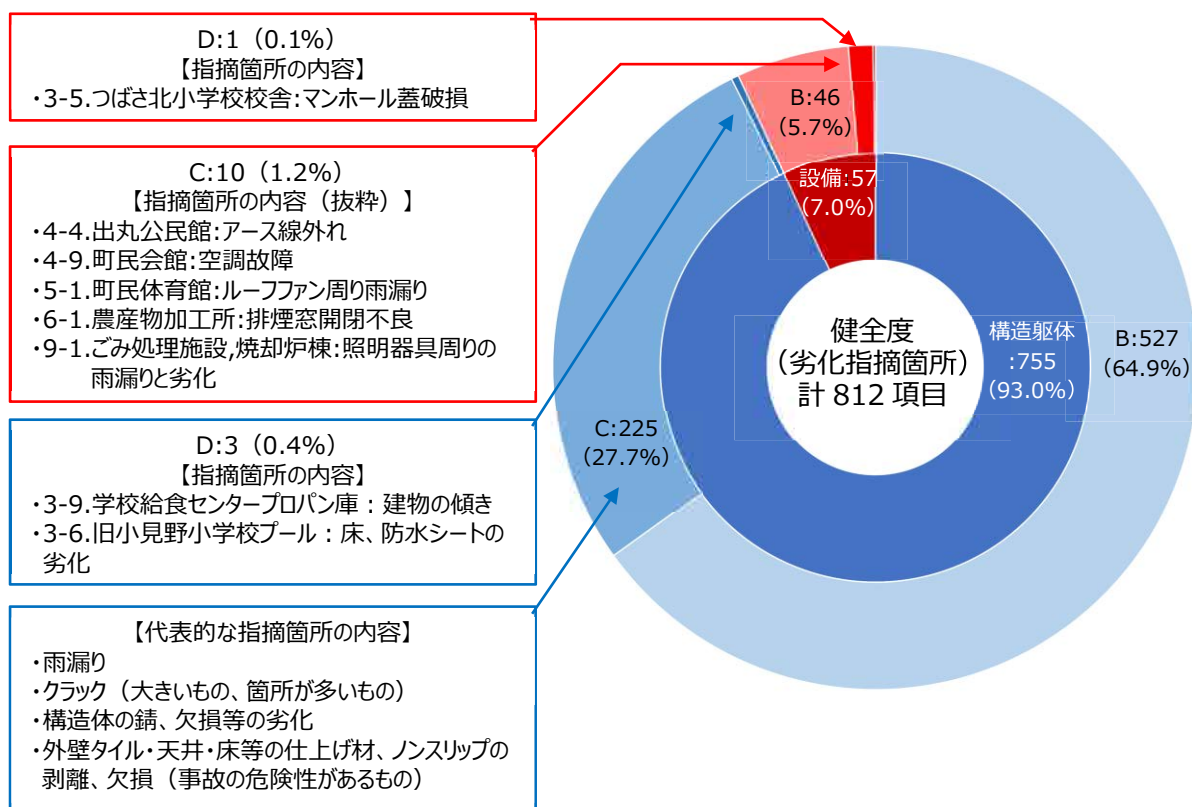 D:1（0.1%）
【指摘箇所の内容】
・3-5.つばさ北小学校校舎:マンホール蓋破損
C:10（1.2%）
【指摘箇所の内容（抜粋）】
・4-4.出丸公民館:アース線外れ
・4-9.町民会館:空調故障
・5-1.町民体育館:ルーフファン周り雨漏り
・6-1.農産物加工所:排煙窓開閉不良
・9-1.ごみ処理施設,焼却炉棟:照明器具周りの
雨漏りと劣化
D:3（0.4%）
【指摘箇所の内容】
・3-9.学校給食センタープロパン庫：建物の傾き
・3-6.旧小見野小学校プール：床、防水シートの
劣化
【代表的な指摘箇所の内容】
・雨漏り
・クラック（大きいもの、箇所が多いもの）
・構造体の錆、欠損等の劣化
・外壁タイル・天井・床等の仕上げ材、ノンスリップの
剥離、欠損（事故の危険性があるもの）
B:46
(5.7%)
設備:57
(7.0%)
健全度
（劣化指摘箇所）
計 812 項目
構造躯体
:755
(93.0%)
B:527
(64.9%)
C:225
(27.7%)